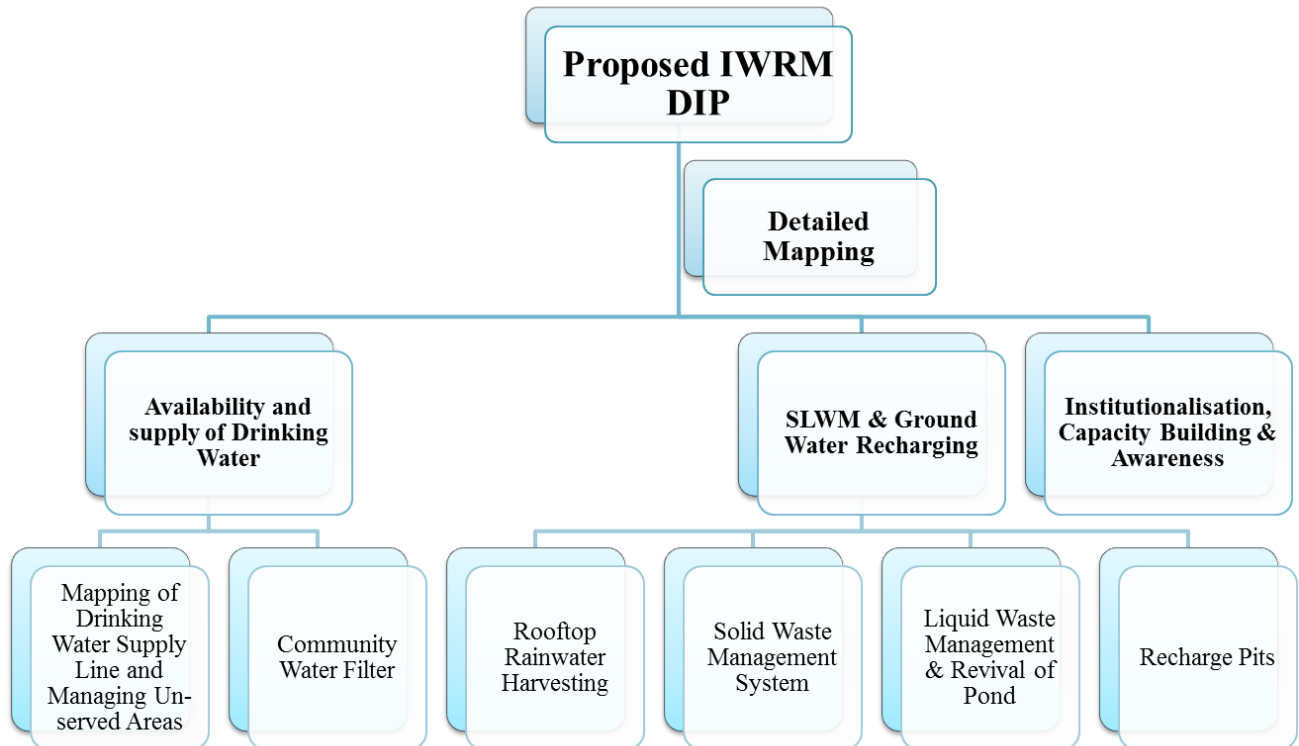 Proposed IWRM
DIP
Detailed
Mapping
Availability and
supply of Drinking
Water
SLWM & Ground
Water Recharging
Institutionalisation,
Capacity Building &
Awareness
Mapping of
Drinking
Water Supply
Line and
Managing Un-
served Areas
Community
Water Filter
Rooftop
Rainwater
Harvesting
Solid Waste
Management
System
Liquid Waste
Management
& Revival of
Pond
Recharge Pits